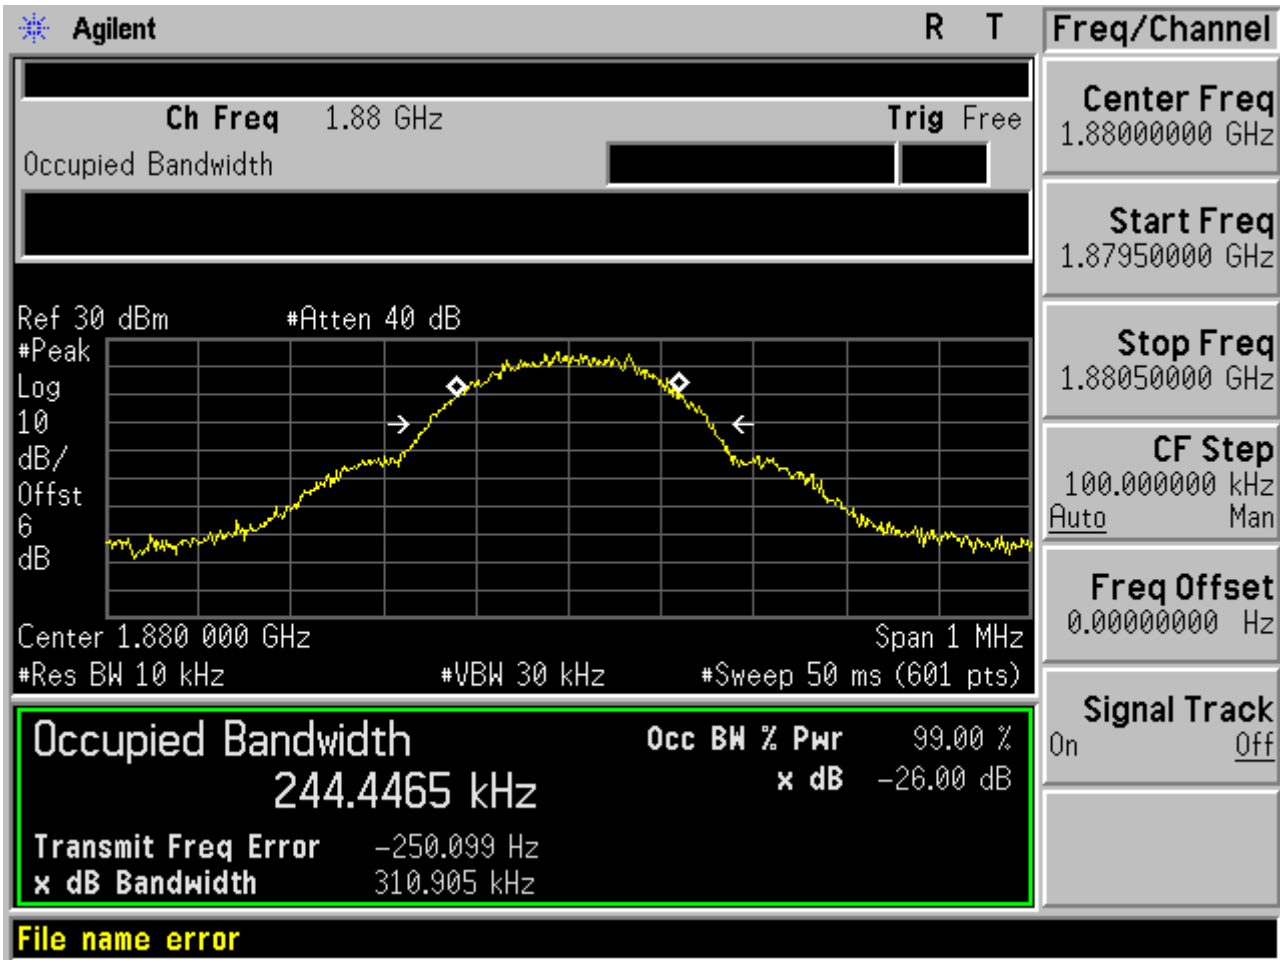 Agilent R T Freq/Channel
Ch Freq 1.88 GHz Trig Free
Occupied Bandwidth
Center Freq
1.88000000 GHz
Start Freq
1.87950000 GHz
Stop Freq
1.88050000 GHz
CF Step
100.000000 kHz
Auto Man
Freq Offset
0.00000000 Hz
Signal Track
On Off
Ref 30 dBm #Atten 40 dB
#Peak
Log
10
dB/
Offst
6
dB
Center 1.880 000 GHz Span 1 MHz
#Res BW 10 kHz #VBW 30 kHz #Sweep 50 ms (601 pts)
Occupied Bandwidth
244.4465 kHz
Occ BW % Pwr 99.00 %
x dB -26.00 dB
Transmit Freq Error -250.099 Hz
x dB Bandwidth 310.905 kHz
File name error